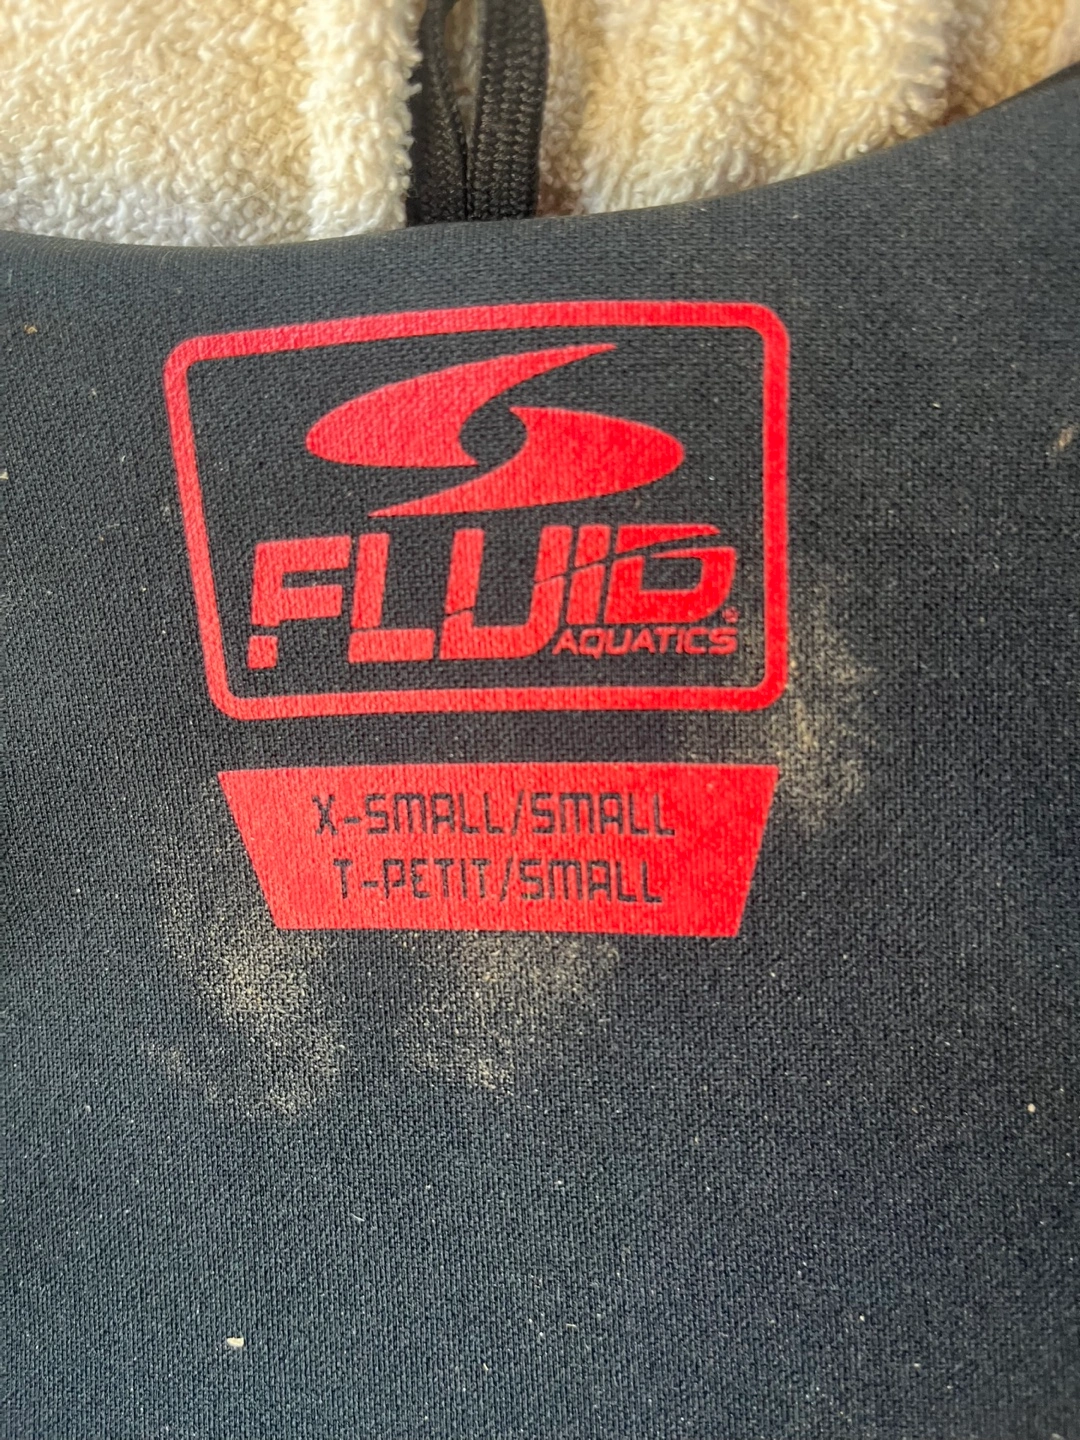 FLUID®
AQUATICS
X-SMALL/SMALL
T-PETIT/SMALL